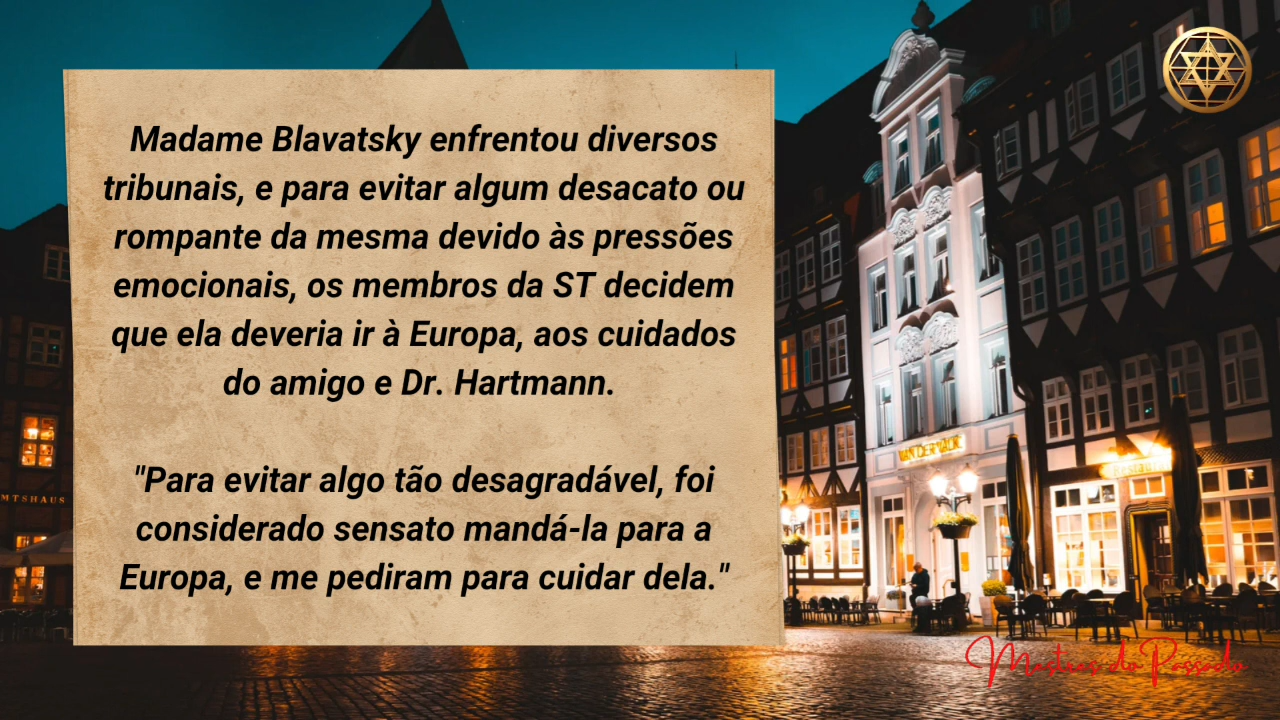 Madame Blavatsky enfrentou diversos
tribunais, e para evitar algum desacato ou
rompante da mesma devido às pressões
emocionais, os membros da ST decidem
que ela deveria ir à Europa, aos cuidados
do amigo e Dr. Hartmann.
"Para evitar algo tão desagradável, foi
considerado sensato mandá-la para a
Europa, e me pediram para cuidar dela."
MTSHAUS
VAN DER VALK
Mestres do Passado